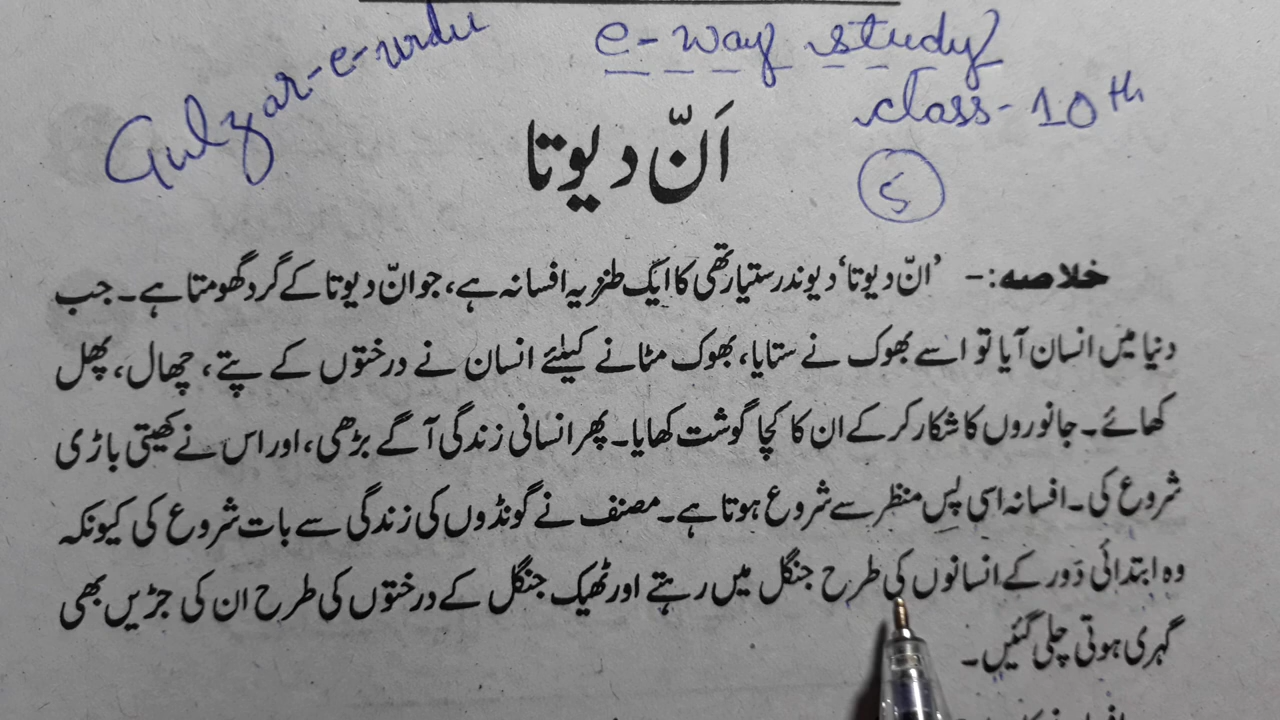 Gulzar-e-urdu
e-way study
class-10th
5
اَنّ دیوتا
خلاصہ:- ’انّ دیوتا‘ دیوندر ستیارتھی کا ایک طنزیہ افسانہ ہے، جو انّ دیوتا کے گرد گھومتا ہے۔ جب
دنیا میں انسان آیا تو اسے بھوک نے ستایا، بھوک مٹانے کیلئے انسان نے درختوں کے پتے، چھال، پھل
کھائے۔ جانوروں کا شکار کر کے ان کا کچا گوشت کھایا۔ پھر انسانی زندگی آگے بڑھی، اور اس نے کھیتی باڑی
شروع کی۔ افسانہ اسی پس منظر سے شروع ہوتا ہے۔ مصنف نے گونڈوں کی زندگی سے بات شروع کی کیونکہ
وہ ابتدائی دَور کے انسانوں کی طرح جنگل میں رہتے اور ٹھیک جنگل کے درختوں کی طرح ان کی جڑیں بھی
گہری ہوتی چلی گئیں۔